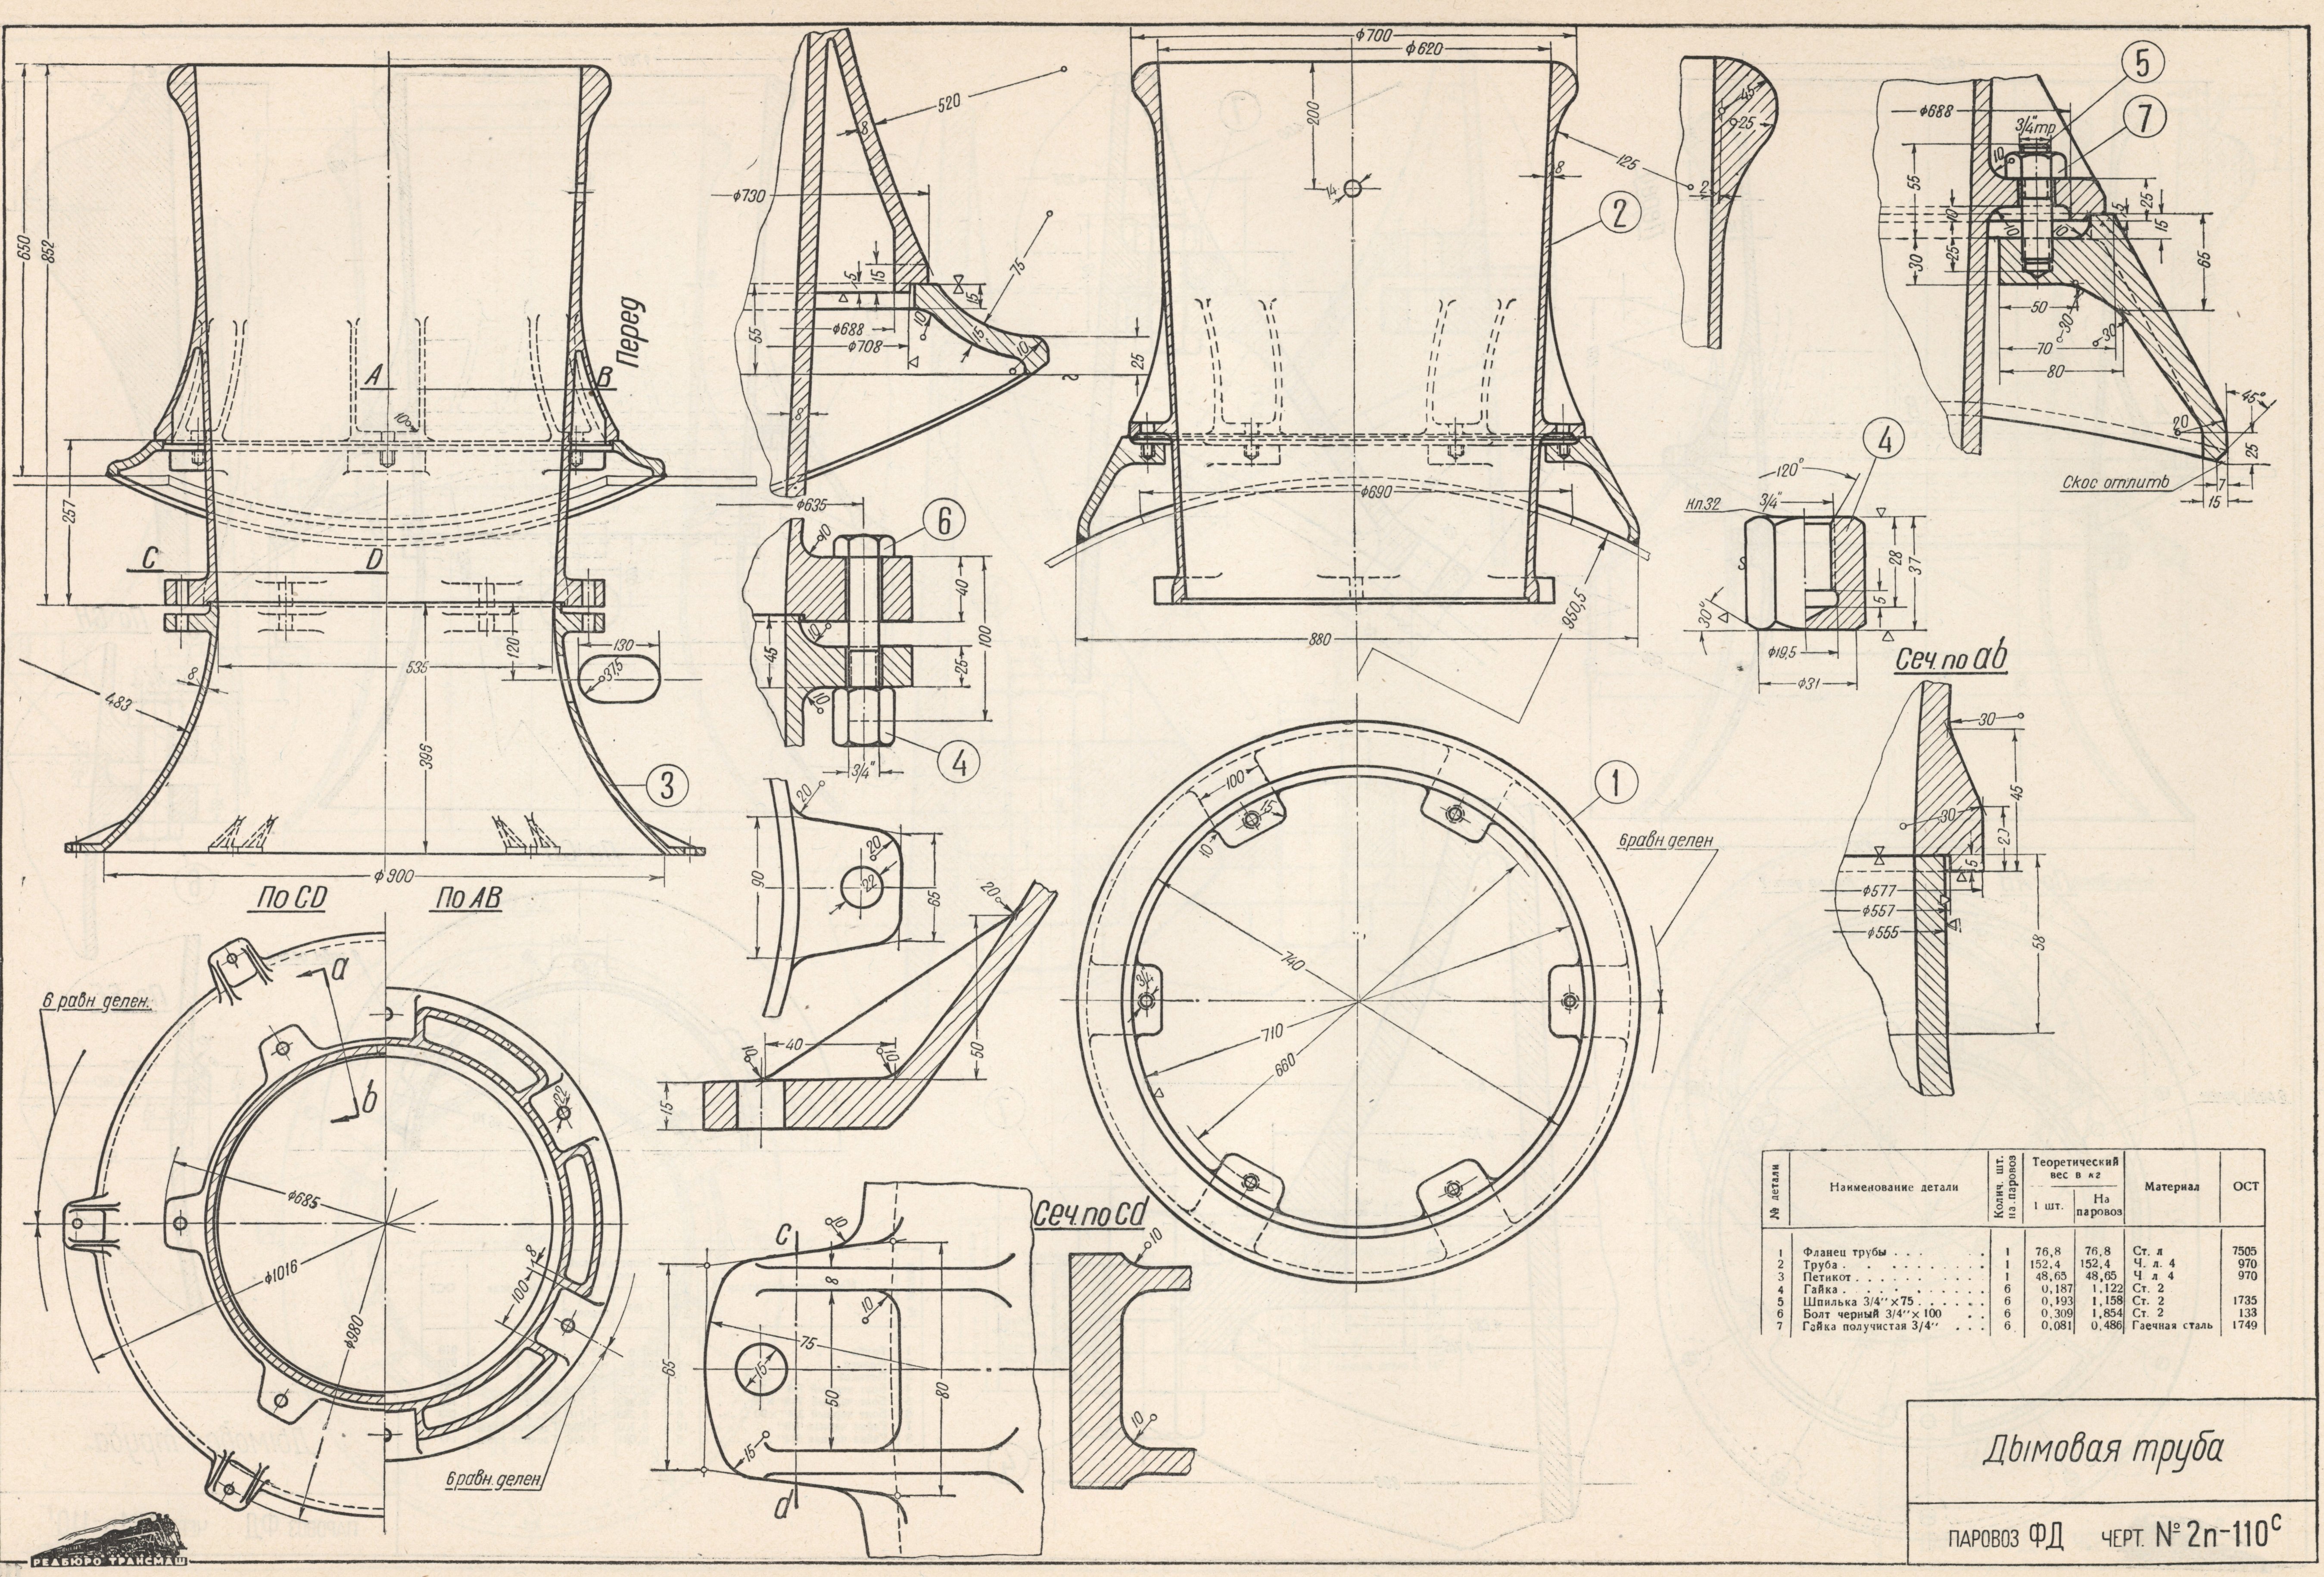 650
852
257
Перед
A
B
10
C
D
8
483
535
120
130
37,5
396
3
ϕ900
По CD
По AB
6 равн делен.
a
b
22
ϕ685
ϕ1016
ϕ980
100
8
6 равн. делен
РЕДБЮРО ТРАНСМАШ
520
8
ϕ730
75
5
15
15
55
ϕ688
ϕ708
10
15
10
25
8
ϕ635
10
6
40
100
45
10
25
10
3/4"
4
20
90
20
22
65
20
10
40
10
50
15
Сеч. по cd
c
10
8
10
75
65
15
50
80
15
d
10
10
ϕ700
ϕ620
200
14
125
8
2
ϕ690
950,5
880
45
25
2
1
100
15
10
6 равн делен
3/4
740
710
660
5
7
ϕ688
3/4" тр
10
55
10
25
30
25
15
5
65
50
30
30
70
80
45°
20
25
7
15
Скос отлить
4
120°
Кл.32
3/4"
28
37
5
30°
ϕ19,5
ϕ31
Сеч. по ab
30
45
30
20
5
ϕ577
ϕ557
ϕ555
58
№ детали Наименование детали Колич. шт. на паровоз Теоретический вес в кг 1 шт. На паровоз Материал ОСТ
1 Фланец трубы . . . . 1 76,8 76,8 Ст. л 7505
2 Труба . . . . . . . . 1 152.4 152,4 Ч. л. 4 970
3 Петикот . . . . . . . . 1 48,65 48,65 Ч л 4 970
4 Гайка . . . . . . . . 6 0,187 1,122 Ст. 2
5 Шпилька 3/4"×75 . . . . . 6 0,193 1,158 Ст. 2 1735
6 Болт черный 3/4"×100 . . 6 0,309 1,854 Ст. 2 133
7 Гайка получистая 3/4" . . . 6 0,081 0,486 Гаечная сталь 1749
Дымовая труба
ПАРОВОЗ ФД ЧЕРТ. № 2п-110с